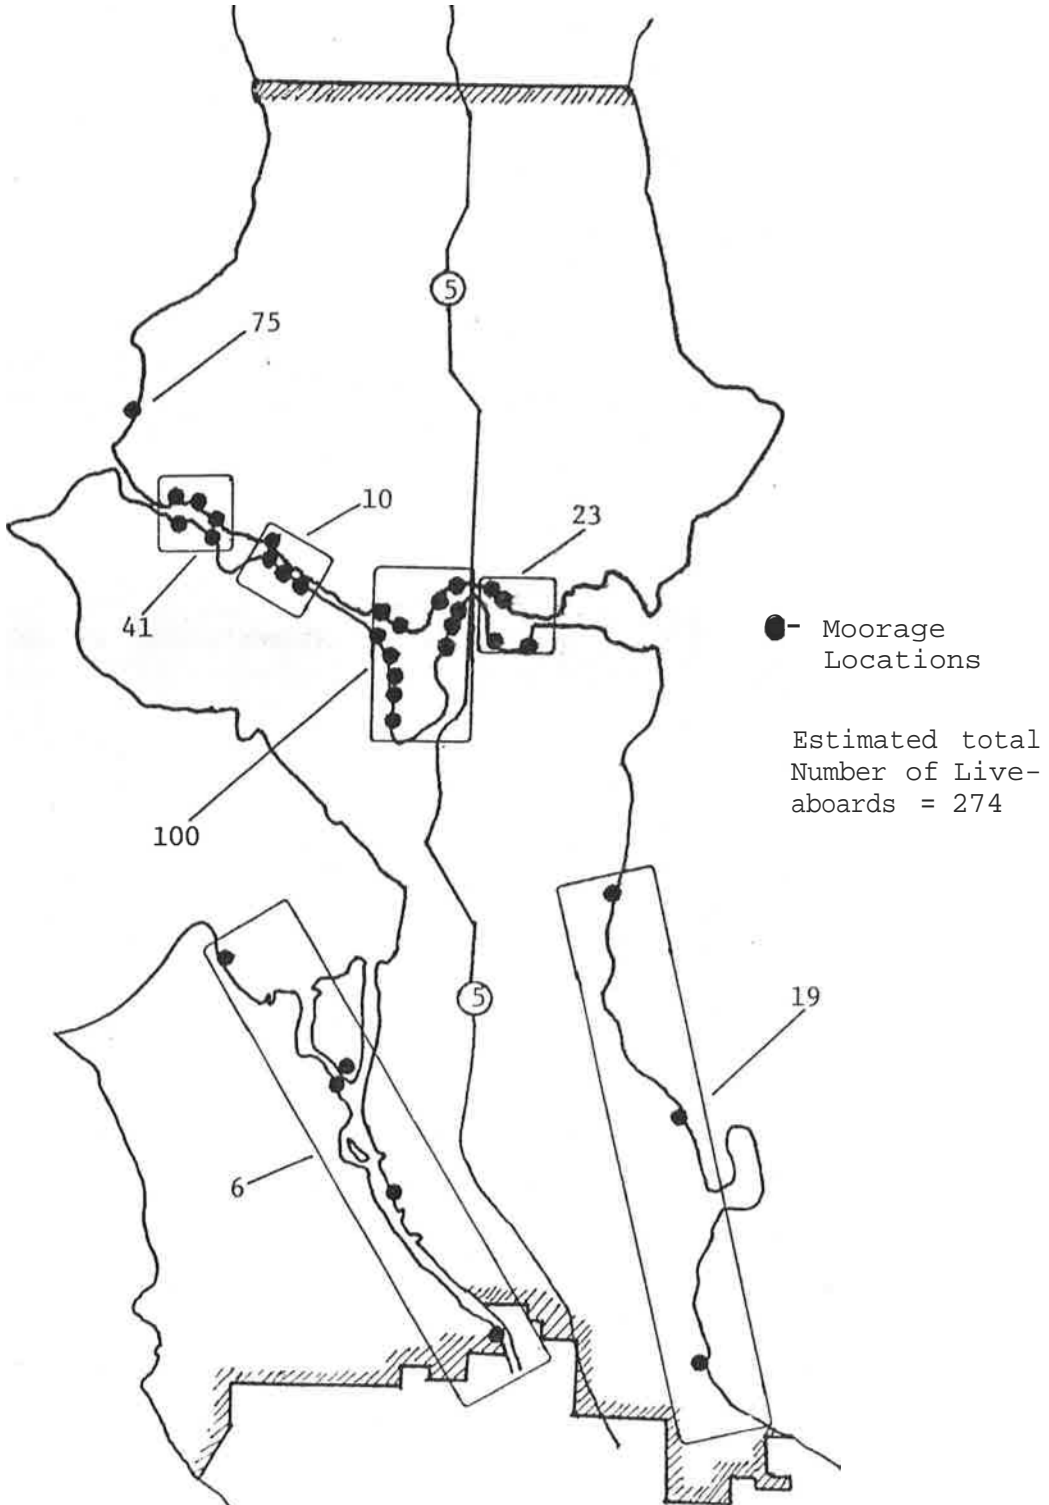 5
75
10
23
41
Moorage
Locations
Estimated total
Number of Live-
aboards = 274
100
5
19
6